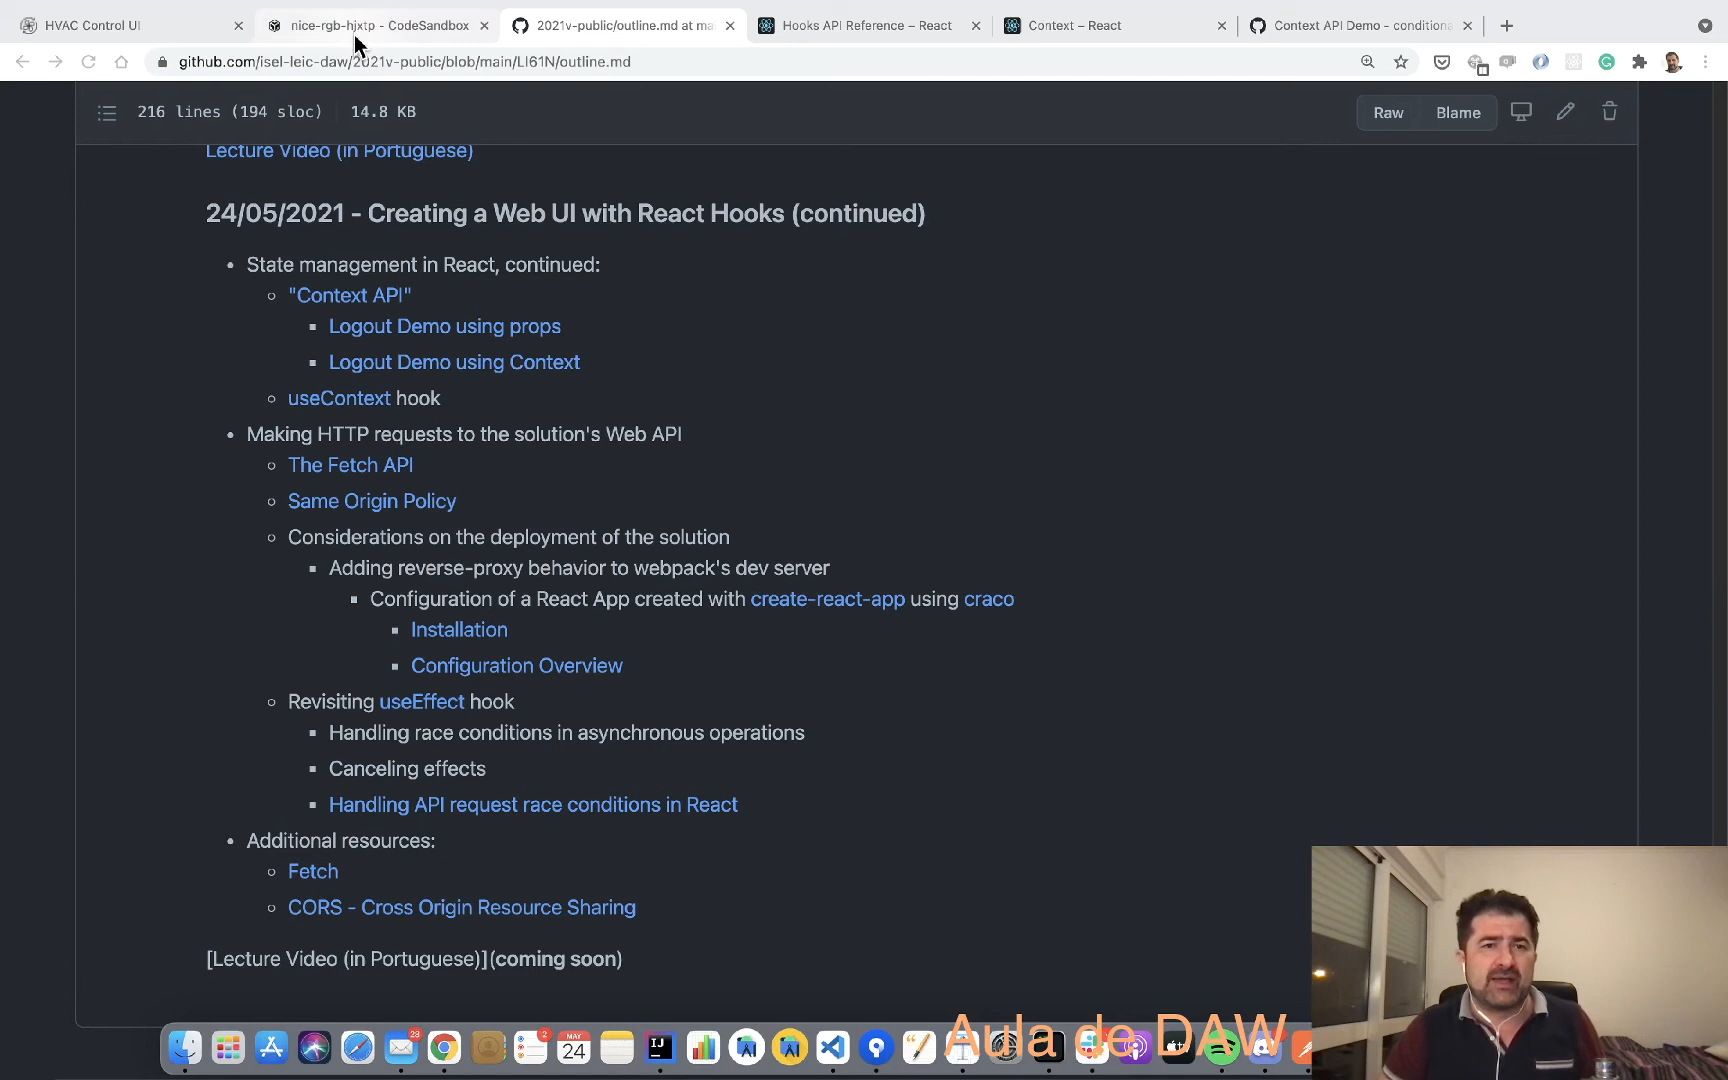 HVAC Control UI
nice-rgb-hjxtp - CodeSandbox
2021v-public/outline.md at ma
Hooks API Reference – React
Context – React
Context API Demo - conditiona
github.com/isel-leic-daw/2021v-public/blob/main/LI61N/outline.md
216 lines (194 sloc) 14.8 KB
Raw
Blame
Lecture Video (in Portuguese)
24/05/2021 - Creating a Web UI with React Hooks (continued)
State management in React, continued:
"Context API"
Logout Demo using props
Logout Demo using Context
useContext hook
Making HTTP requests to the solution's Web API
The Fetch API
Same Origin Policy
Considerations on the deployment of the solution
Adding reverse-proxy behavior to webpack's dev server
Configuration of a React App created with create-react-app using craco
Installation
Configuration Overview
Revisiting useEffect hook
Handling race conditions in asynchronous operations
Canceling effects
Handling API request race conditions in React
Additional resources:
Fetch
CORS - Cross Origin Resource Sharing
[Lecture Video (in Portuguese)](coming soon)
Aula de DAW
28
2
MAY
24
IJ
tv